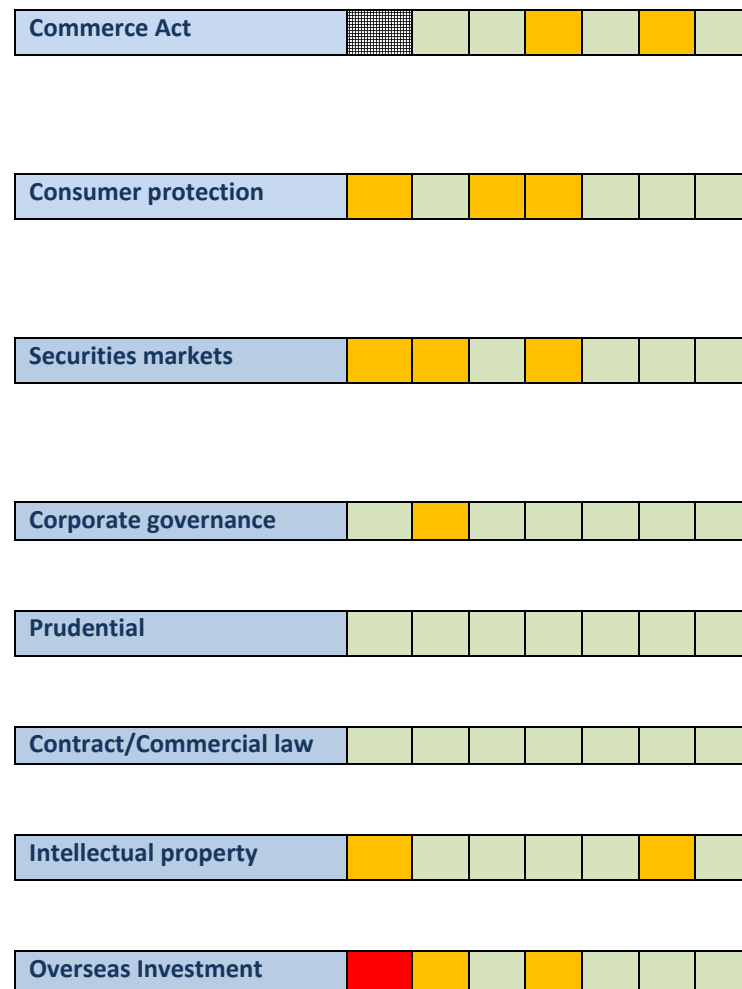 Commerce Act
Consumer protection
Securities markets
Corporate governance
Prudential
Contract/Commercial law
Intellectual property
Overseas Investment